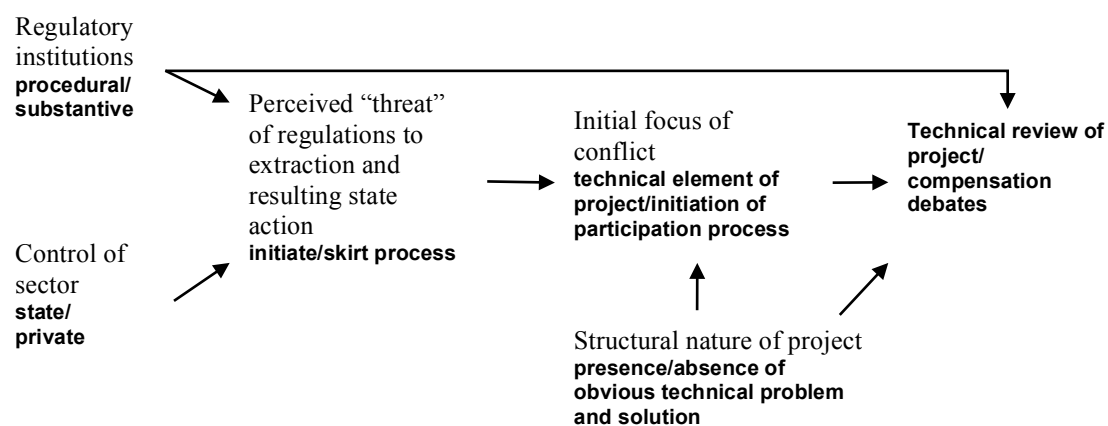 Regulatory
institutions
procedural/
substantive
Perceived “threat”
of regulations to
extraction and
resulting state
action
initiate/skirt process
Control of
sector
state/
private
Initial focus of
conflict
technical element of
project/initiation of
participation process
Technical review of
project/
compensation
debates
Structural nature of project
presence/absence of
obvious technical problem
and solution